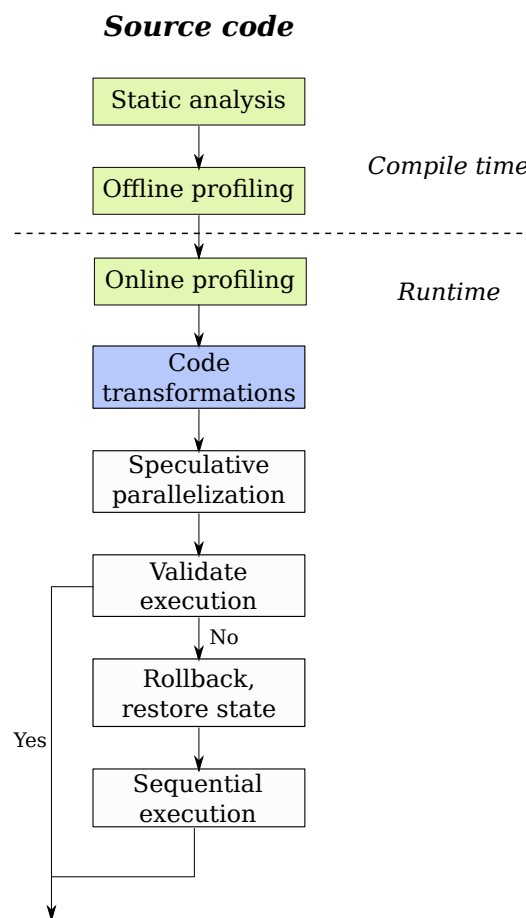 Source code
Static analysis
Compile time
Offline profiling
Online profiling
Runtime
Code
transformations
Speculative
parallelization
Validate
execution
No
Rollback,
restore state
Yes
Sequential
execution